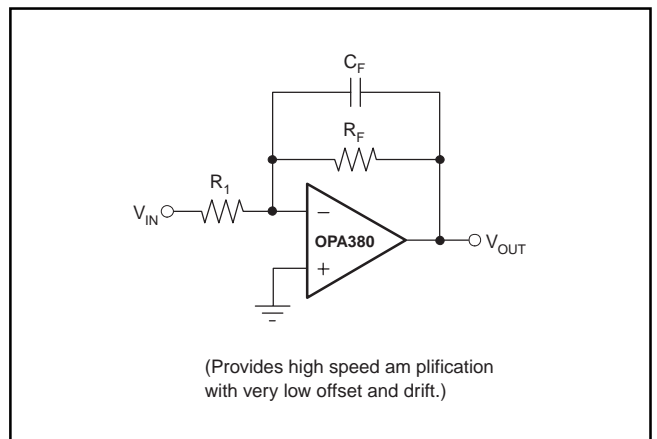 C_F
R_F
R_1
V_IN
−
OPA380
+
V_OUT
(Provides high speed am plification
with very low offset and drift.)